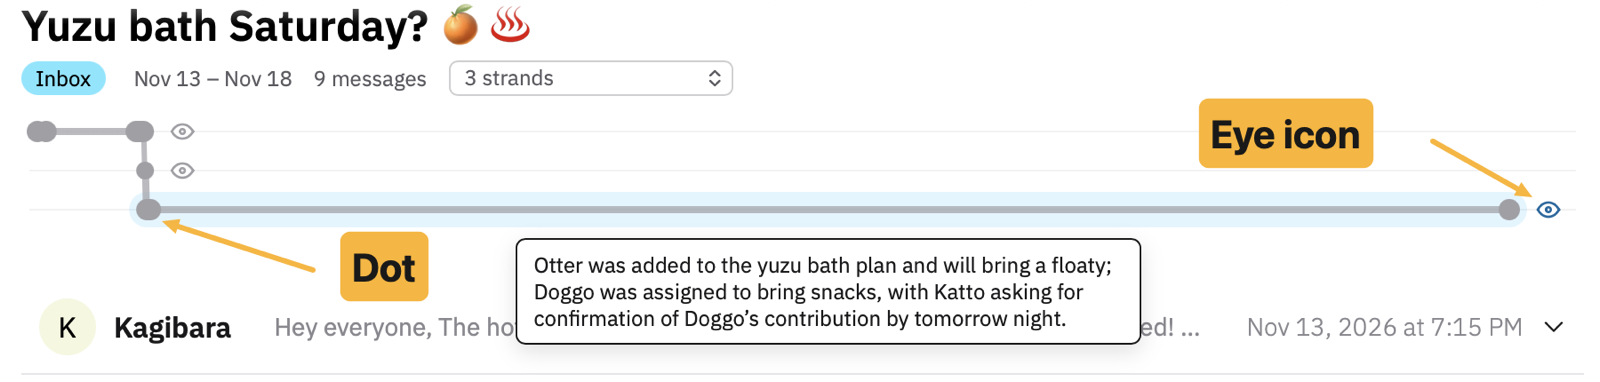 Yuzu bath Saturday? 🍊 ♨️
Inbox Nov 13 – Nov 18 9 messages 3 strands
Eye icon
Dot
Otter was added to the yuzu bath plan and will bring a floaty;
Doggo was assigned to bring snacks, with Katto asking for
confirmation of Doggo’s contribution by tomorrow night.
K Kagibara Hey everyone, The ho ed! ... Nov 13, 2026 at 7:15 PM